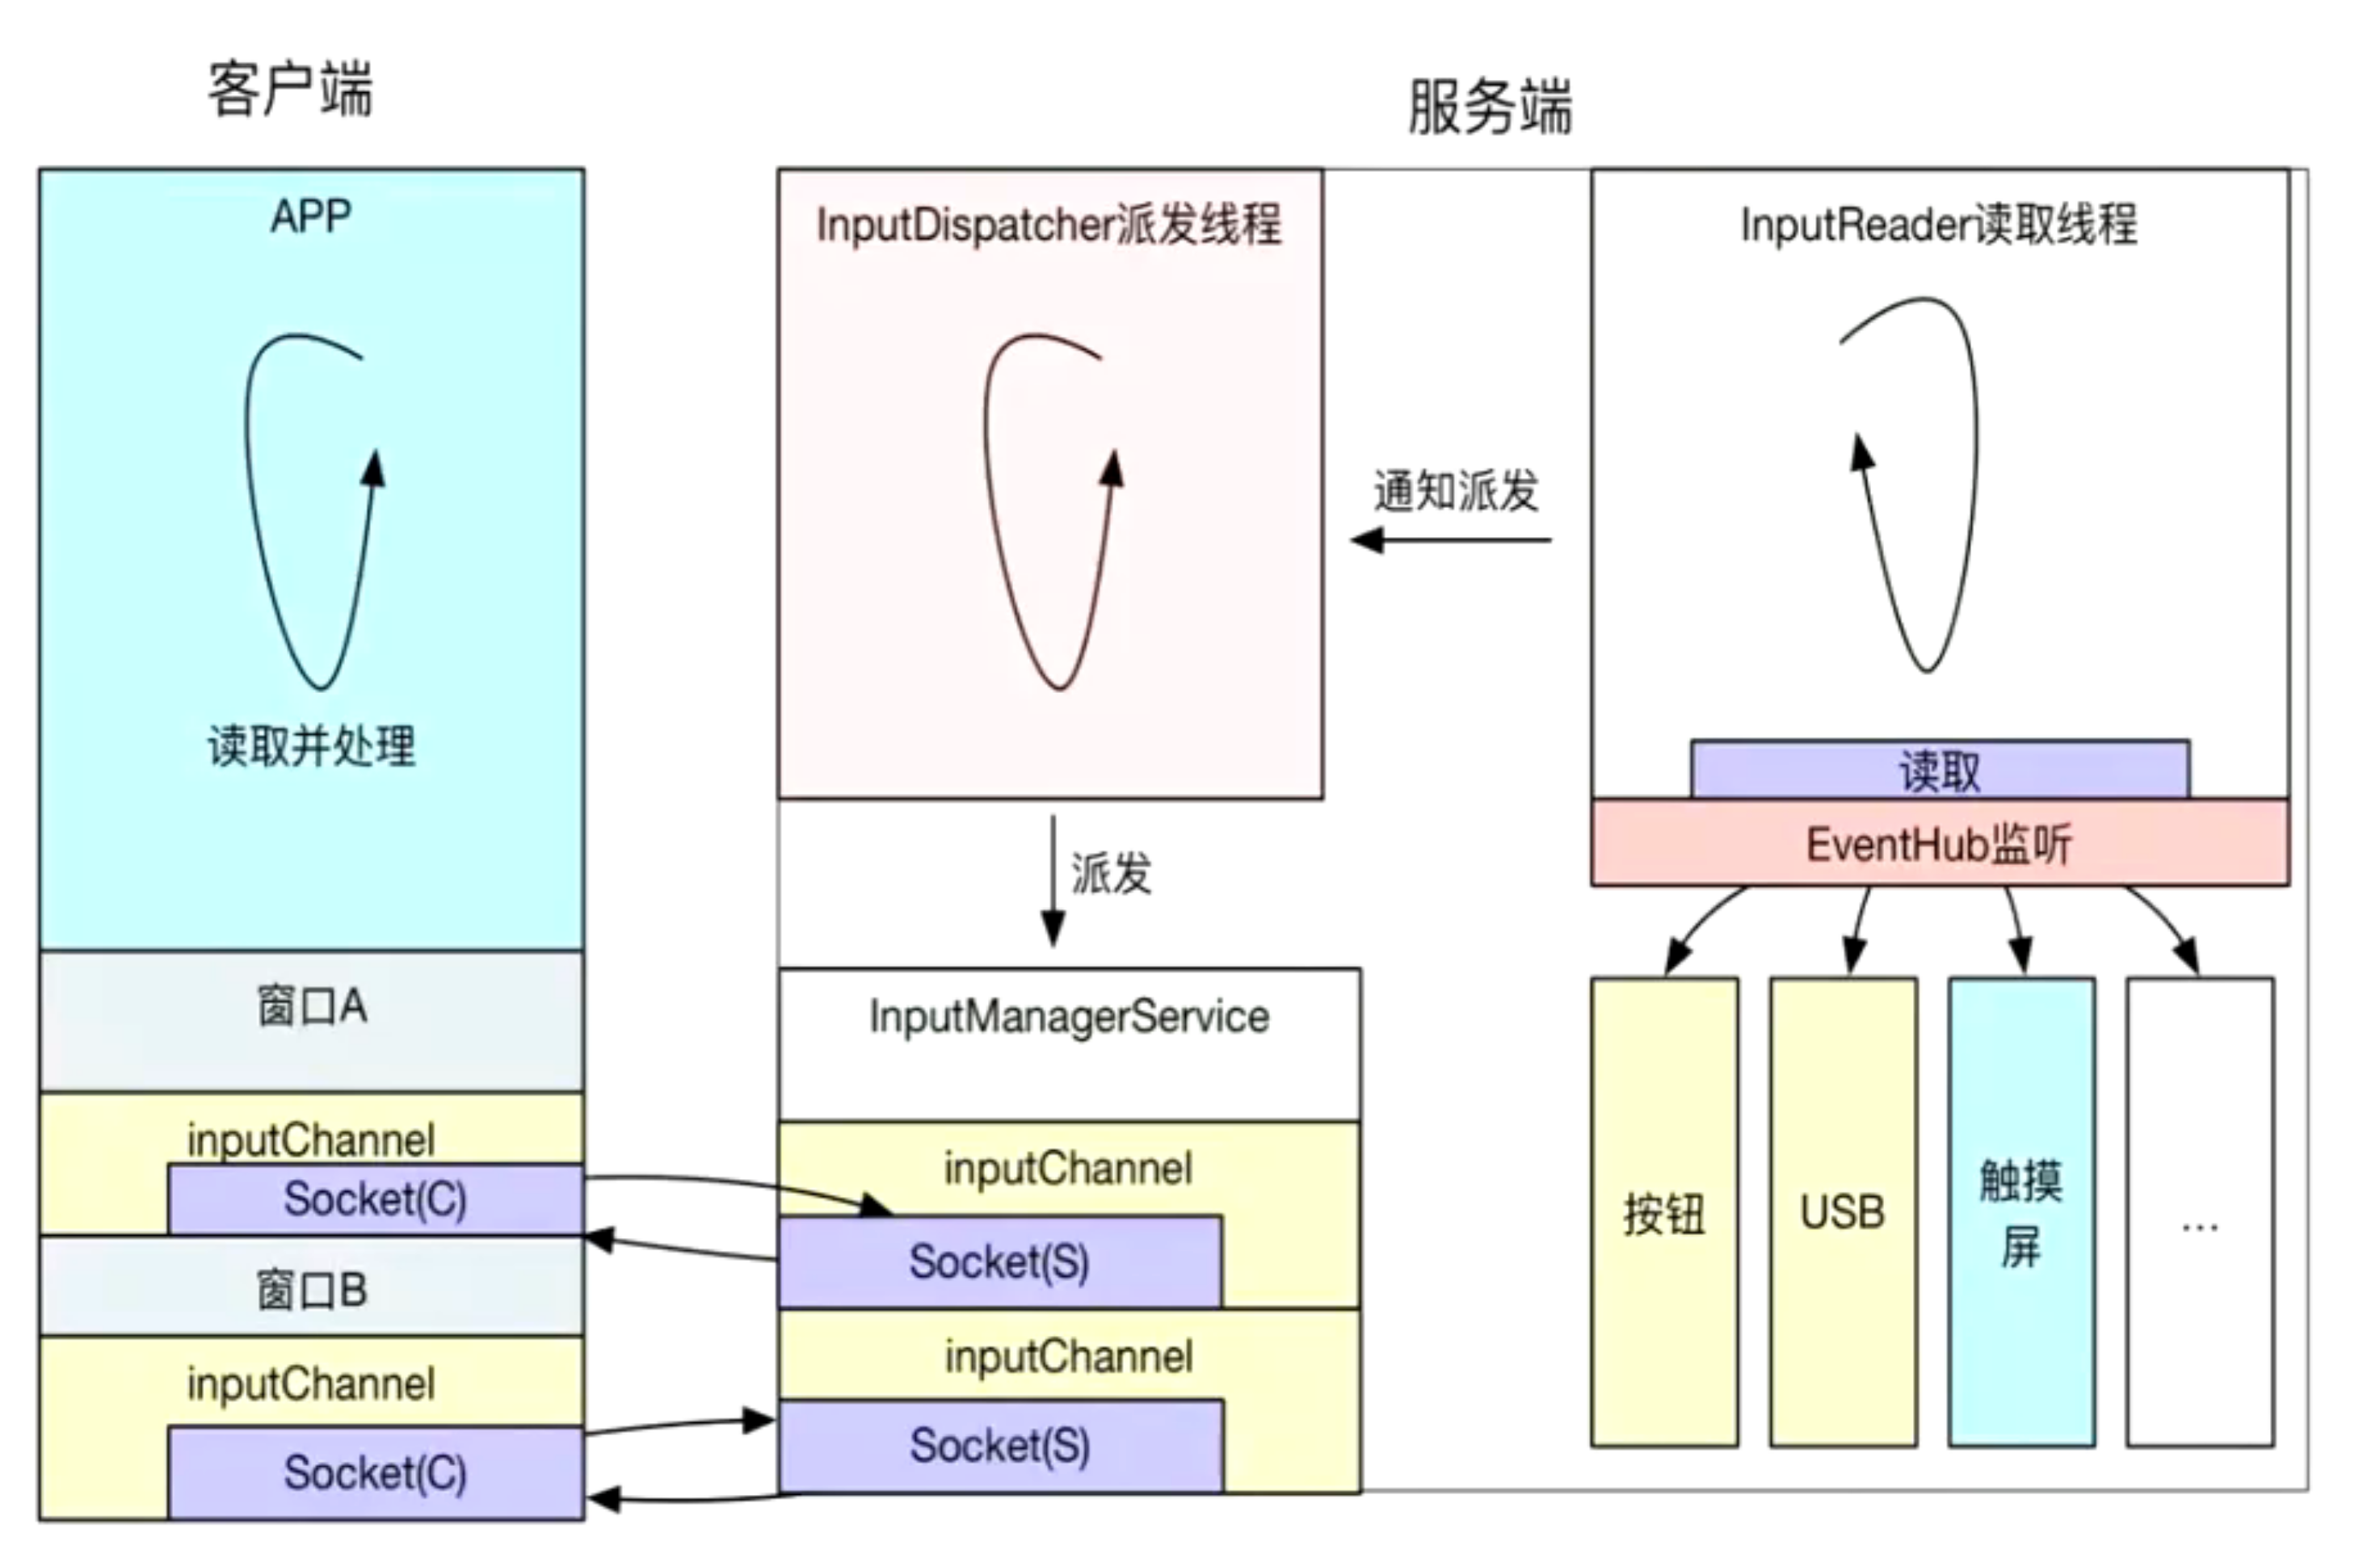 客户端
服务端
APP
读取并处理
窗口A
inputChannel
Socket(C)
窗口B
inputChannel
Socket(C)
InputDispatcher派发线程
通知派发
派发
InputManagerService
inputChannel
Socket(S)
inputChannel
Socket(S)
InputReader读取线程
读取
EventHub监听
按钮
USB
触摸
屏
...